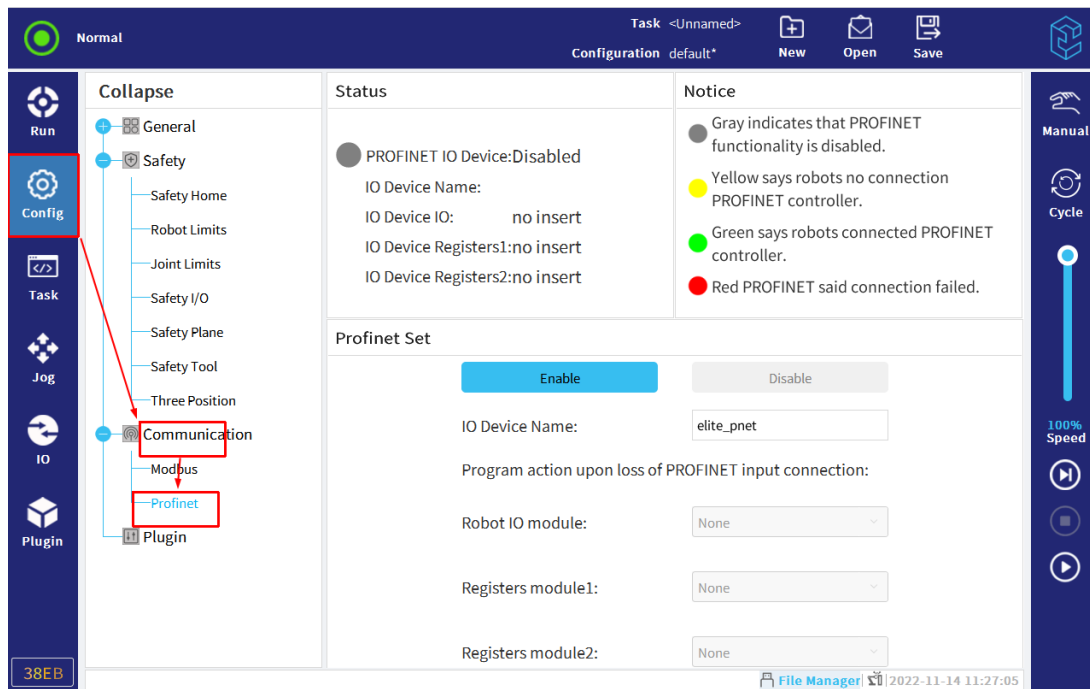 Normal
Task <Unnamed>
Configuration default*
New
Open
Save
Run
Config
Task
Jog
IO
Plugin
38EB
Collapse
General
Safety
Safety Home
Robot Limits
Joint Limits
Safety I/O
Safety Plane
Safety Tool
Three Position
Communication
Modbus
Profinet
Plugin
Status
PROFINET IO Device:Disabled
IO Device Name:
IO Device IO: no insert
IO Device Registers1:no insert
IO Device Registers2:no insert
Notice
Gray indicates that PROFINET
functionality is disabled.
Yellow says robots no connection
PROFINET controller.
Green says robots connected PROFINET
controller.
Red PROFINET said connection failed.
Profinet Set
Enable
Disable
IO Device Name: elite_pnet
Program action upon loss of PROFINET input connection:
Robot IO module: None
Registers module1: None
Registers module2: None
File Manager
2022-11-14 11:27:05
Manual
Cycle
100%
Speed